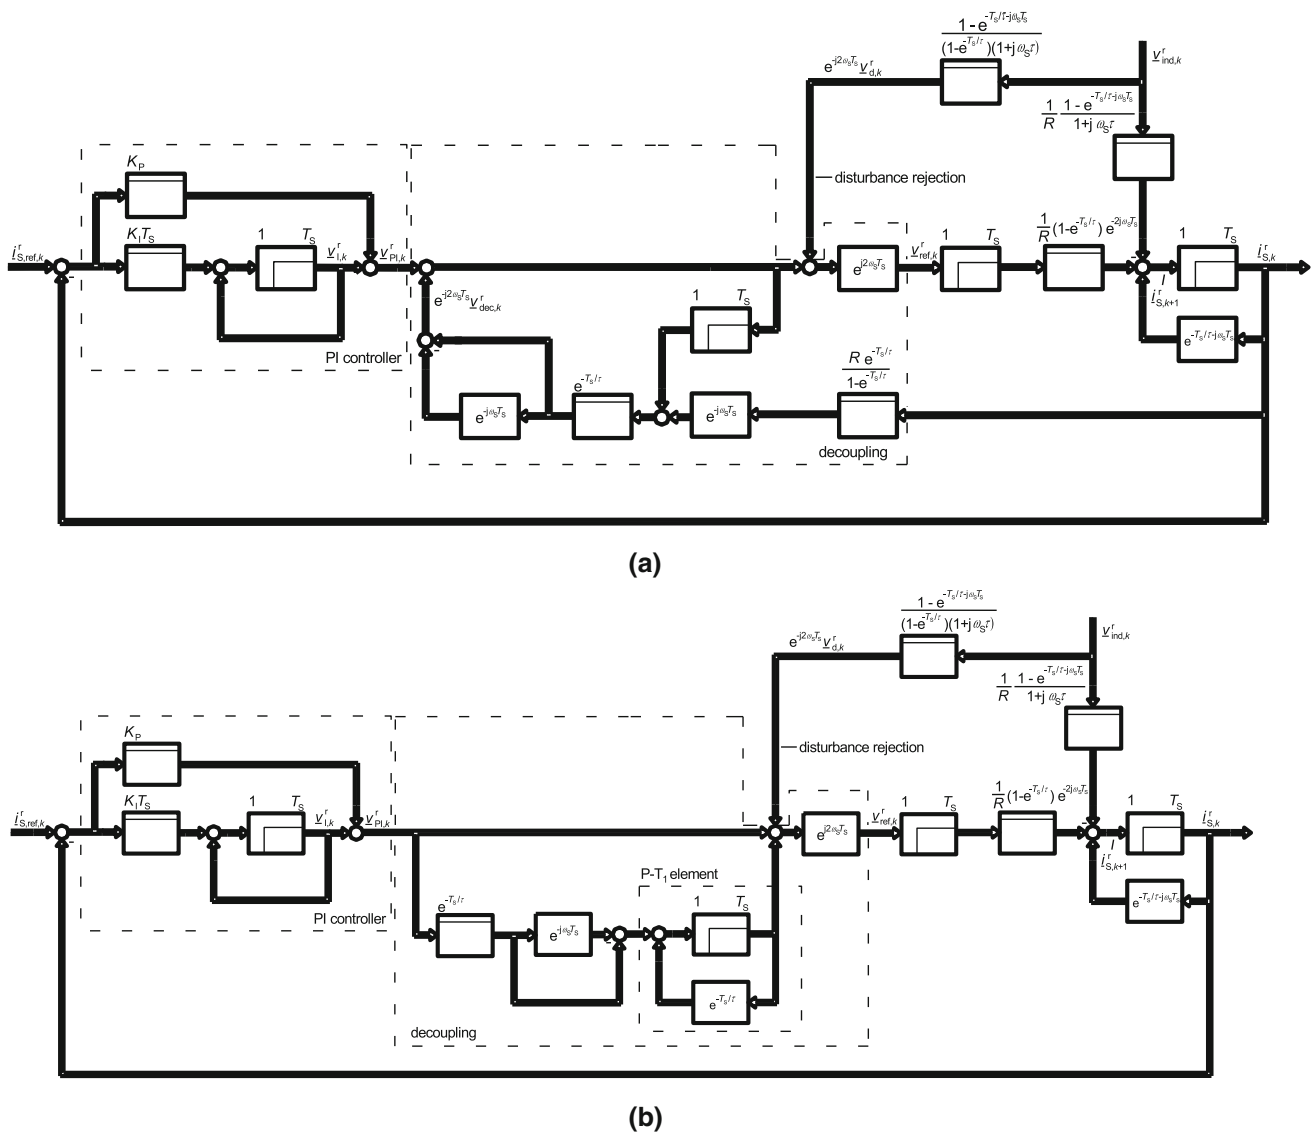 1-e^{-T_S/τ-jω_ST_S}
(1-e^{-T_S/τ})(1+jω_Sτ)
v^r_{ind,k}
e^{-j2ω_ST_S} v^r_{d,k}
1/R (1-e^{-T_S/τ-jω_ST_S})/(1+jω_Sτ)
disturbance rejection
K_P
K_IT_S
1 T_S
v^r_{I,k}
v^r_{PI,k}
i^r_{S,ref,k}
-
e^{j2ω_ST_S}
v^r_{ref,k}
1 T_S
1/R (1-e^{-T_S/τ}) e^{-2jω_ST_S}
-
1 T_S
i^r_{S,k}
i^r_{S,k+1}
e^{-j2ω_ST_S} v^r_{dec,k}
1 T_S
e^{-T_S/τ-jω_ST_S}
PI controller
-
e^{-jω_ST_S}
e^{-T_S/τ}
e^{-jω_ST_S}
R e^{-T_S/τ}
1-e^{-T_S/τ}
decoupling
(a)
1-e^{-T_S/τ-jω_ST_S}
(1-e^{-T_S/τ})(1+jω_Sτ)
v^r_{ind,k}
e^{-j2ω_ST_S} v^r_{d,k}
1/R (1-e^{-T_S/τ-jω_ST_S})/(1+jω_Sτ)
disturbance rejection
K_P
K_IT_S
1 T_S
v^r_{I,k}
v^r_{PI,k}
i^r_{S,ref,k}
-
e^{j2ω_ST_S}
v^r_{ref,k}
1 T_S
1/R (1-e^{-T_S/τ}) e^{-2jω_ST_S}
-
1 T_S
i^r_{S,k}
i^r_{S,k+1}
e^{-T_S/τ-jω_ST_S}
PI controller
P-T_1 element
e^{-T_S/τ}
e^{-jω_ST_S}
-
1 T_S
e^{-T_S/τ}
decoupling
(b)